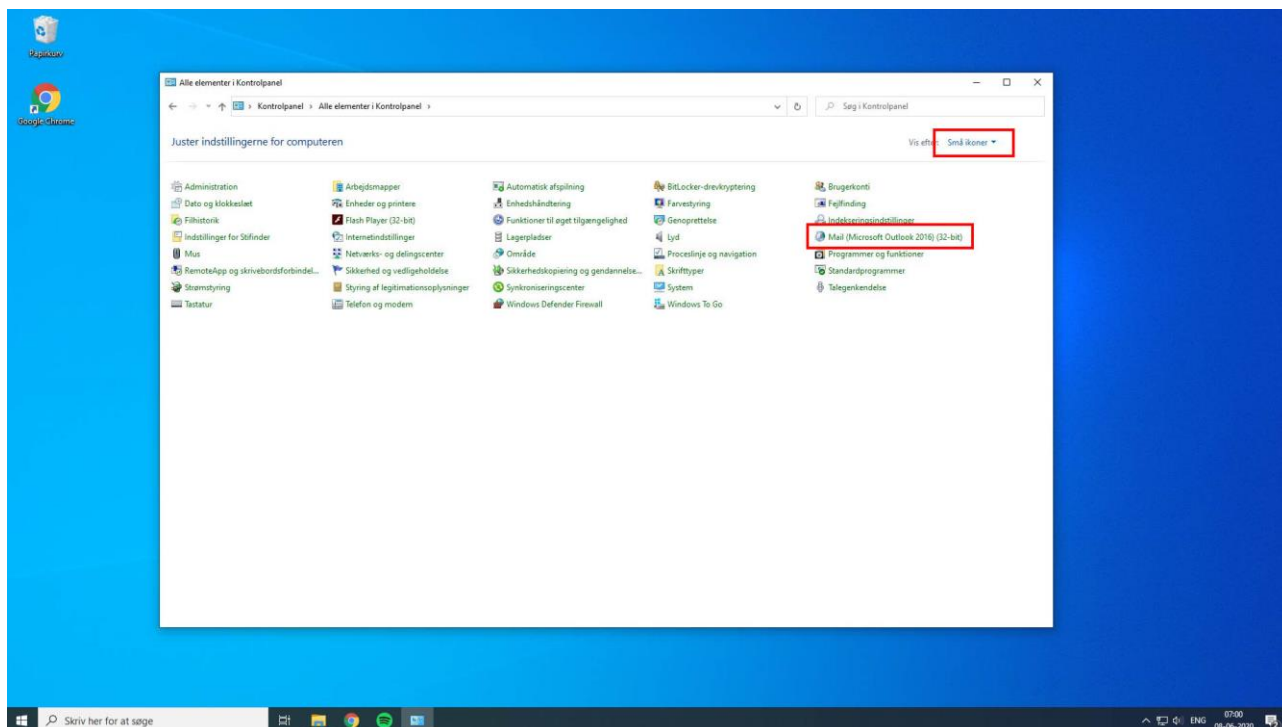 Papirkurv
Google Chrome
Alle elementer i Kontrolpanel
Kontrolpanel > Alle elementer i Kontrolpanel >
Søg i Kontrolpanel
Juster indstillingerne for computeren
Vis efter: Små ikoner
Administration
Dato og klokkeslæt
Filhistorik
Indstillinger for Stifinder
Mus
RemoteApp og skrivebordsforbindel...
Strømstyring
Tastatur
Arbejdsmapper
Enheder og printere
Flash Player (32-bit)
Internetindstillinger
Netværks- og delingscenter
Sikkerhed og vedligeholdelse
Styring af legitimationsoplysninger
Telefon og modem
Automatisk afspilning
Enhedshåndtering
Funktioner til øget tilgængelighed
Lagerpladser
Område
Sikkerhedskopiering og gendannelse...
Synkroniseringscenter
Windows Defender Firewall
BitLocker-drevkryptering
Farvestyring
Genoprettelse
Lyd
Proceslinje og navigation
Skrifttyper
System
Windows To Go
Brugerkonti
Fejlfinding
Indekseringsindstillinger
Mail (Microsoft Outlook 2016) (32-bit)
Programmer og funktioner
Standardprogrammer
Talegenkendelse
Skriv her for at søge
ENG
07:00
08-06-2020